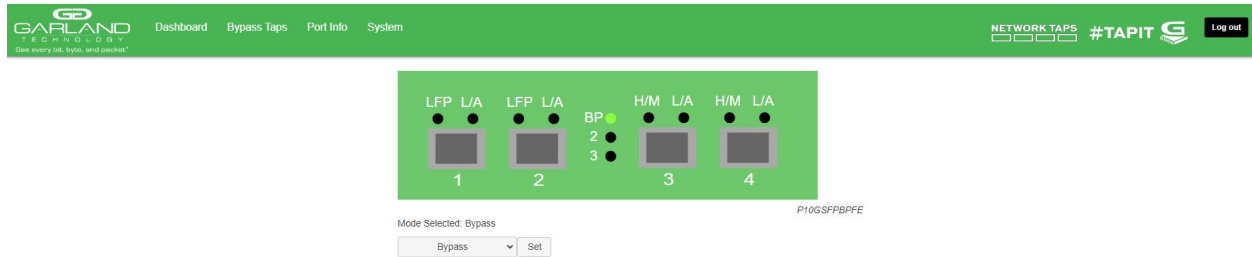 GARLAND
TECHNOLOGY
See every bit, byte, and packet®
Dashboard Bypass Taps Port Info System
NETWORK TAPS #TAPIT G
Log out
LFP L/A LFP L/A H/M L/A H/M L/A
BP
2
3
1 2 3 4
P10GSFPBPFE
Mode Selected: Bypass
Bypass Set